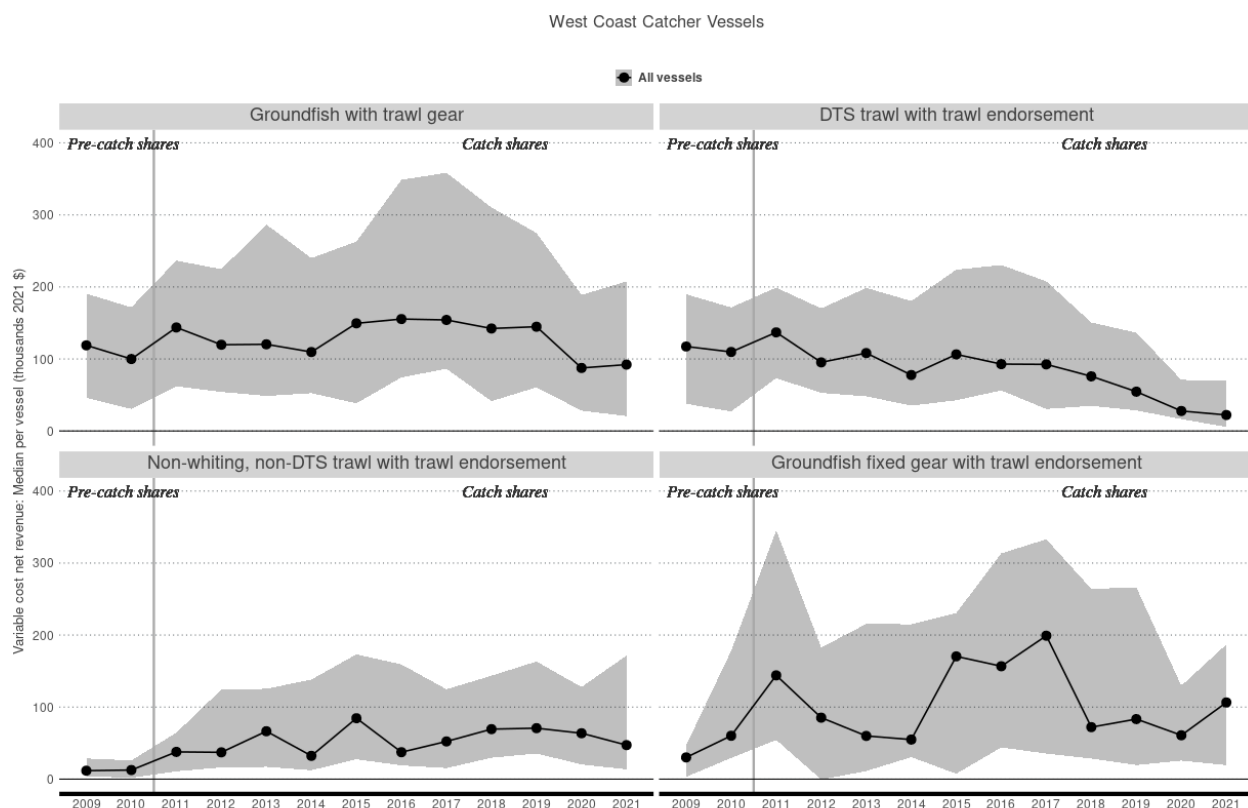 West Coast Catcher Vessels
All vessels
Variable cost net revenue: Median per vessel (thousands 2021 $)
Groundfish with trawl gear
DTS trawl with trawl endorsement
400
Pre-catch shares
Catch shares
Pre-catch shares
Catch shares
300
200
100
0
Non-whiting, non-DTS trawl with trawl endorsement
Groundfish fixed gear with trawl endorsement
400
Pre-catch shares
Catch shares
Pre-catch shares
Catch shares
300
200
100
0
2009 2010 2011 2012 2013 2014 2015 2016 2017 2018 2019 2020 2021
2009 2010 2011 2012 2013 2014 2015 2016 2017 2018 2019 2020 2021